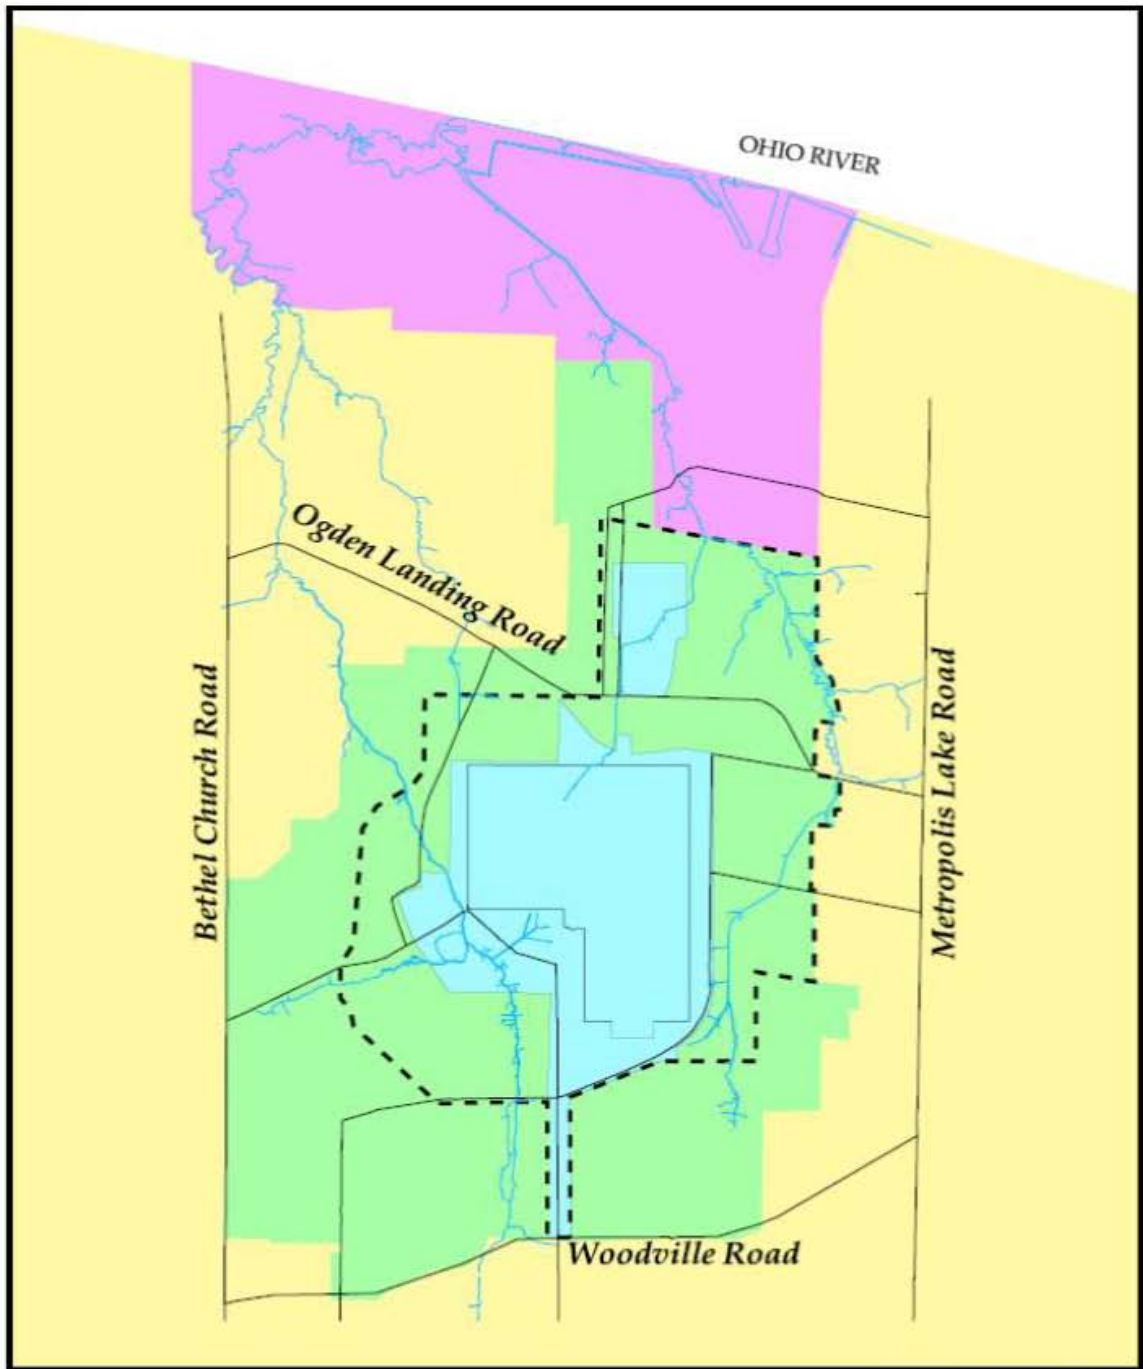 OHIO RIVER
Ogden Landing Road
Bethel Church Road
Metropolis Lake Road
Woodville Road